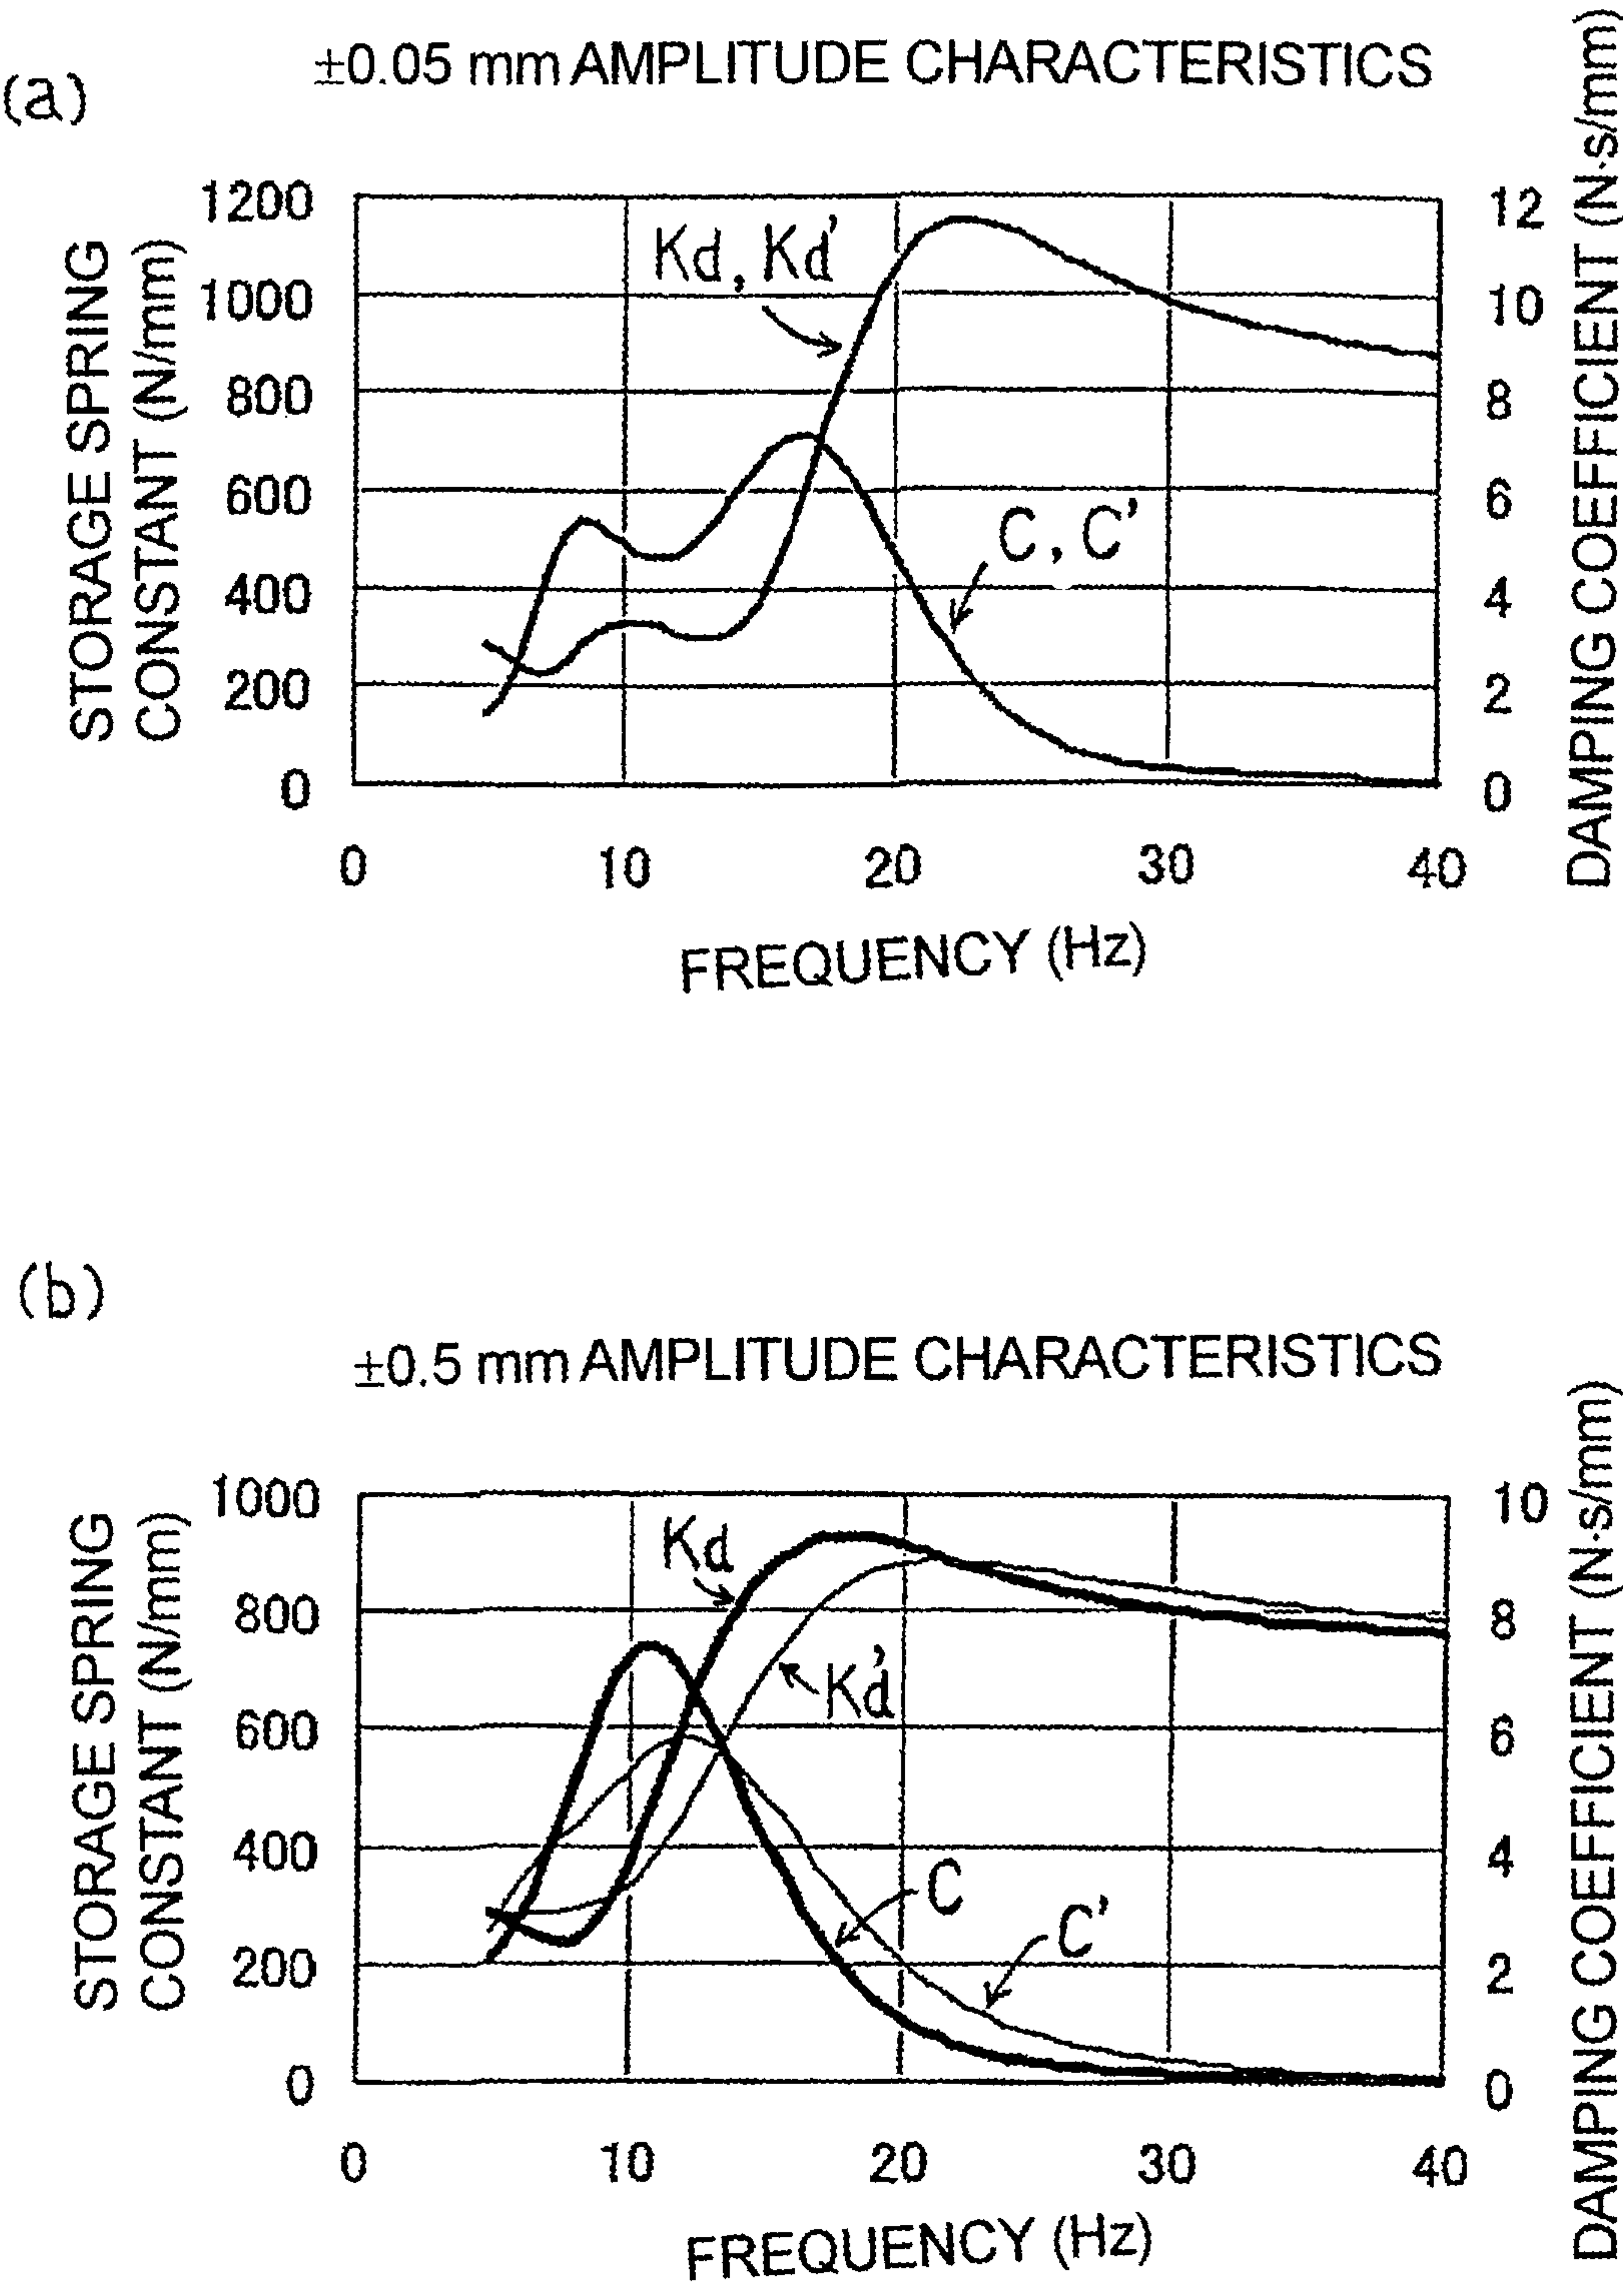 (a)
±0.05 mm AMPLITUDE CHARACTERISTICS
STORAGE SPRING
CONSTANT (N/mm)
1200
1000
800
600
400
200
0
Kd, Kd'
C, C'
12
10
8
6
4
2
0
DAMPING COEFFICIENT (N·s/mm)
0 10 20 30 40
FREQUENCY (Hz)
(b)
±0.5 mm AMPLITUDE CHARACTERISTICS
STORAGE SPRING
CONSTANT (N/mm)
1000
800
600
400
200
0
Kd
Kd'
C
C'
10
8
6
4
2
0
DAMPING COEFFICIENT (N·s/mm)
0 10 20 30 40
FREQUENCY (Hz)